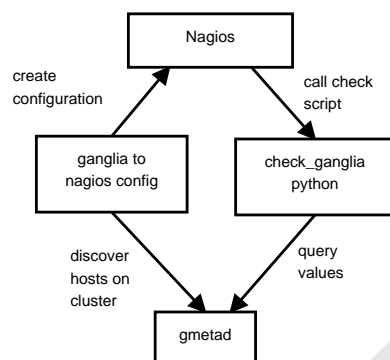 Nagios
create
configuration
call check
script
ganglia to
nagios config
check_ganglia
python
discover
hosts on
cluster
query
values
gmetad